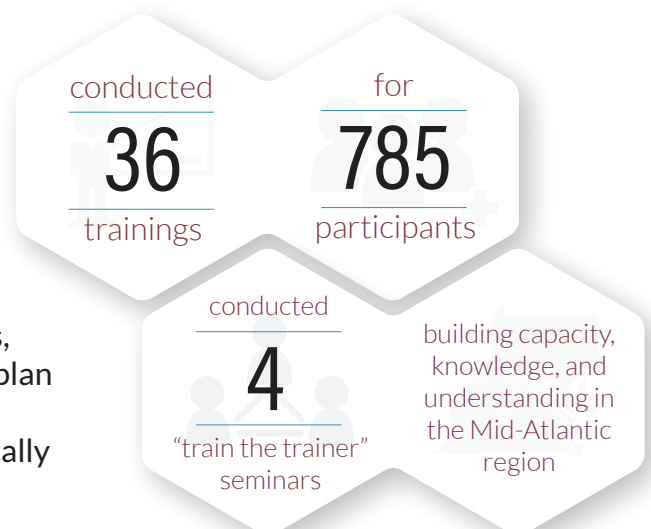 conducted
36
trainings
for
785
participants
conducted
4
“train the trainer”
seminars
building capacity,
knowledge, and
understanding in
the Mid-Atlantic
region
plan